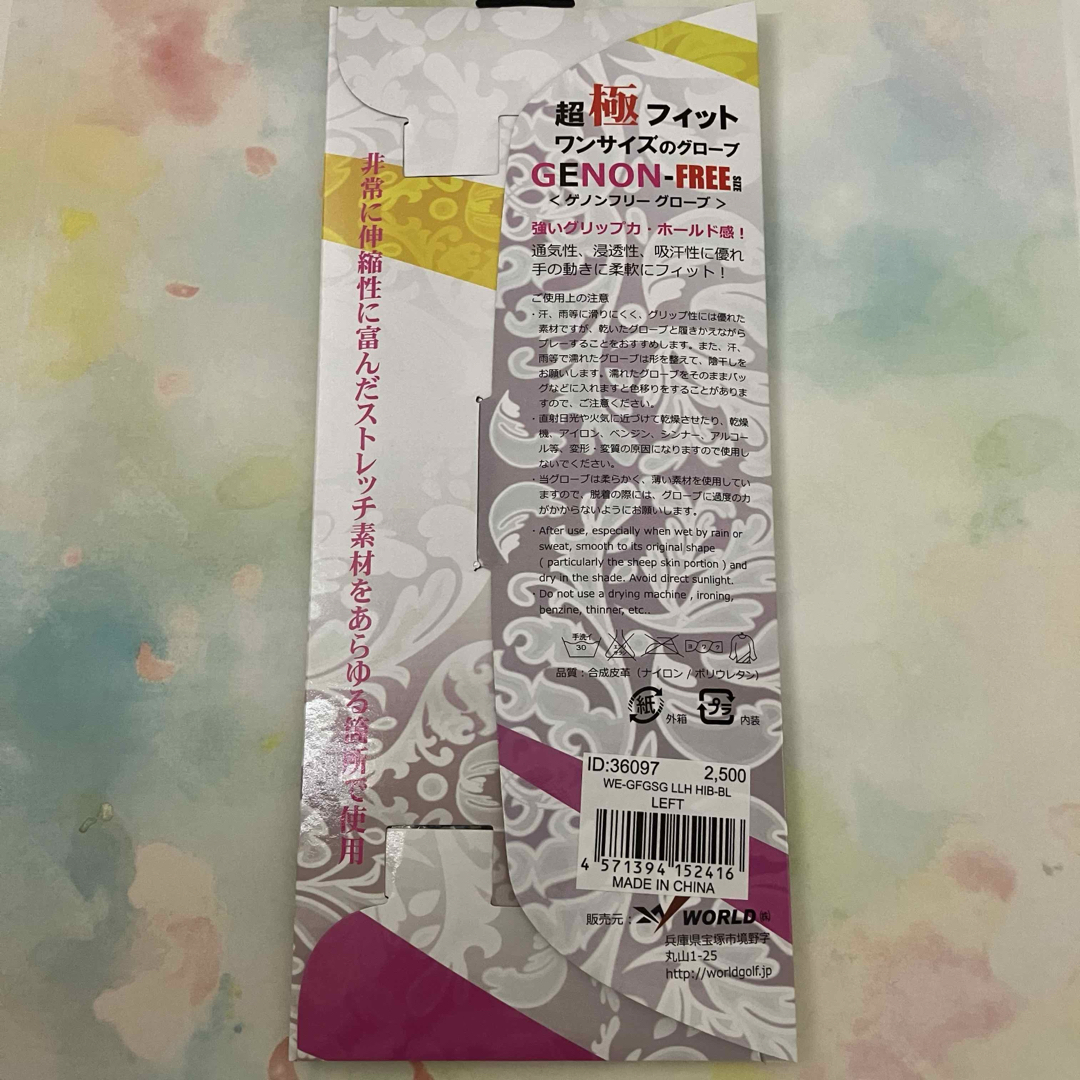 非常に伸縮性に富んだストレッチ素材をあらゆる箇所で使用
超極フィット
ワンサイズのグローブ
GENON-FREE SIZE
< ゲノンフリー グローブ >
強いグリップ力・ホールド感！
通気性、浸透性、吸汗性に優れ
手の動きに柔軟にフィット！
ご使用上の注意
・汗、雨等に滑りにくく、グリップ性には優れた
素材ですが、乾いたグローブと履きかえながら
プレーすることをおすすめします。また、汗、
雨等で濡れたグローブは形を整えて、陰干しを
お願いします。濡れたグローブをそのままバッ
グなどに入れますと色移りをすることがありま
すので、ご注意ください。
・直射日光や火気に近づけて乾燥させたり、乾燥
機、アイロン、ベンジン、シンナー、アルコー
ル等、変形・変質の原因になりますので使用し
ないでください。
・当グローブは柔らかく、薄い素材を使用してい
ますので、脱着の際には、グローブに過度の力
がかからないようにお願いします。
・After use, especially when wet by rain or
sweat, smooth to its original shape
( particularly the sheep skin portion ) and
dry in the shade. Avoid direct sunlight.
・Do not use a drying machine , ironing,
benzine, thinner, etc..
手洗イ
30
エンソ
サラシ
ヨワク
品質：合成皮革（ナイロン / ポリウレタン）
紙 外箱
プラ 内装
ID:36097 2,500
WE-GFGSG LLH HIB-BL
LEFT
4 571394 152416
MADE IN CHINA
販売元： WORLD ㈱
兵庫県宝塚市境野字
丸山1-25
http://worldgolf.jp